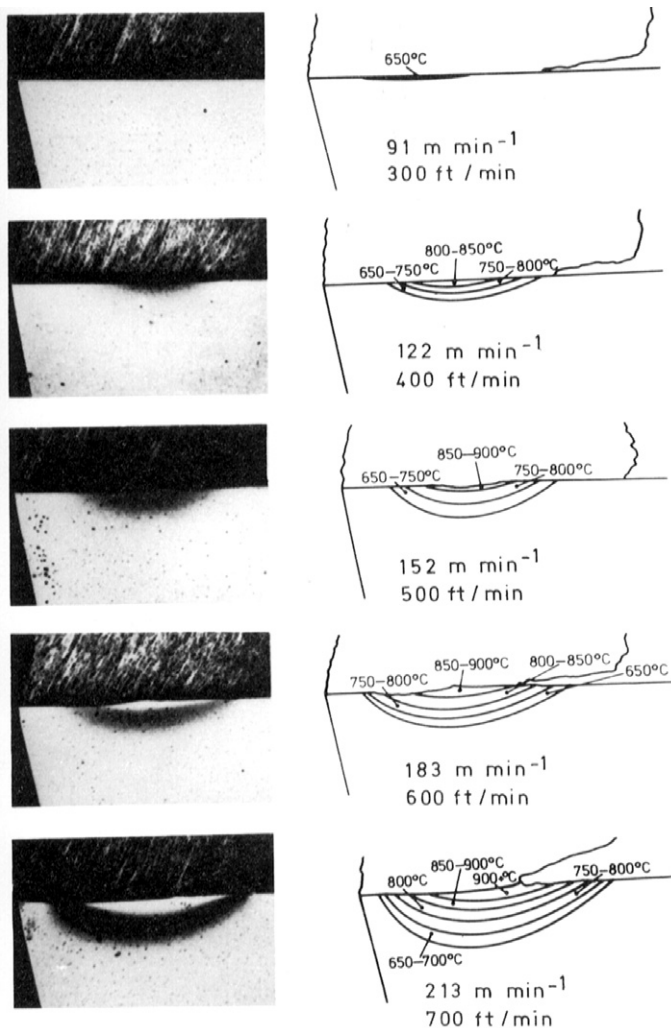 650°C
91 m min⁻¹
300 ft/min
800-850°C
650-750°C
750-800°C
122 m min⁻¹
400 ft/min
850-900°C
650-750°C
750-800°C
152 m min⁻¹
500 ft/min
850-900°C
800-850°C
750-800°C
650°C
183 m min⁻¹
600 ft/min
850-900°C
750-800°C
800°C
900°C
650-700°C
213 m min⁻¹
700 ft/min